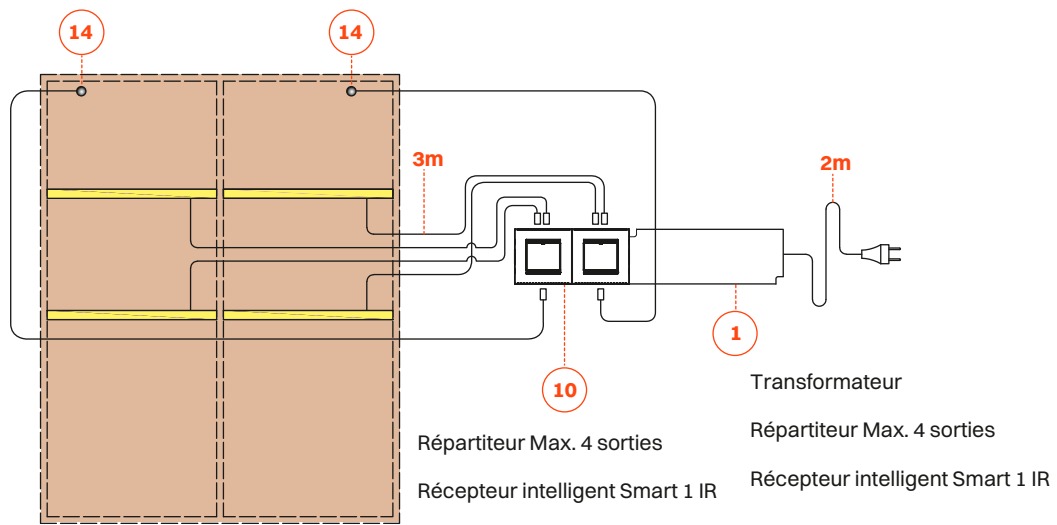 14
14
3m
2m
1
10
Transformateur
Répartiteur Max. 4 sorties
Récepteur intelligent Smart 1 IR
Répartiteur Max. 4 sorties
Récepteur intelligent Smart 1 IR